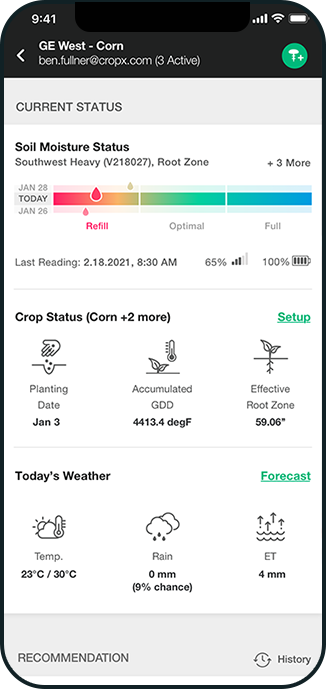 9:41
GE West - Corn
ben.fullner@cropx.com (3 Active)
CURRENT STATUS
Soil Moisture Status
Southwest Heavy (V218027), Root Zone
+ 3 More
JAN 28
TODAY
JAN 26
Refill Optimal Full
Last Reading: 2.18.2021, 8:30 AM 65% 100%
Crop Status (Corn +2 more) Setup
Planting Accumulated Effective
Date GDD Root Zone
Jan 3 4413.4 degF 59.06"
Today's Weather Forecast
Temp. Rain ET
23°C / 30°C 0 mm 4 mm
(9% chance)
RECOMMENDATION History